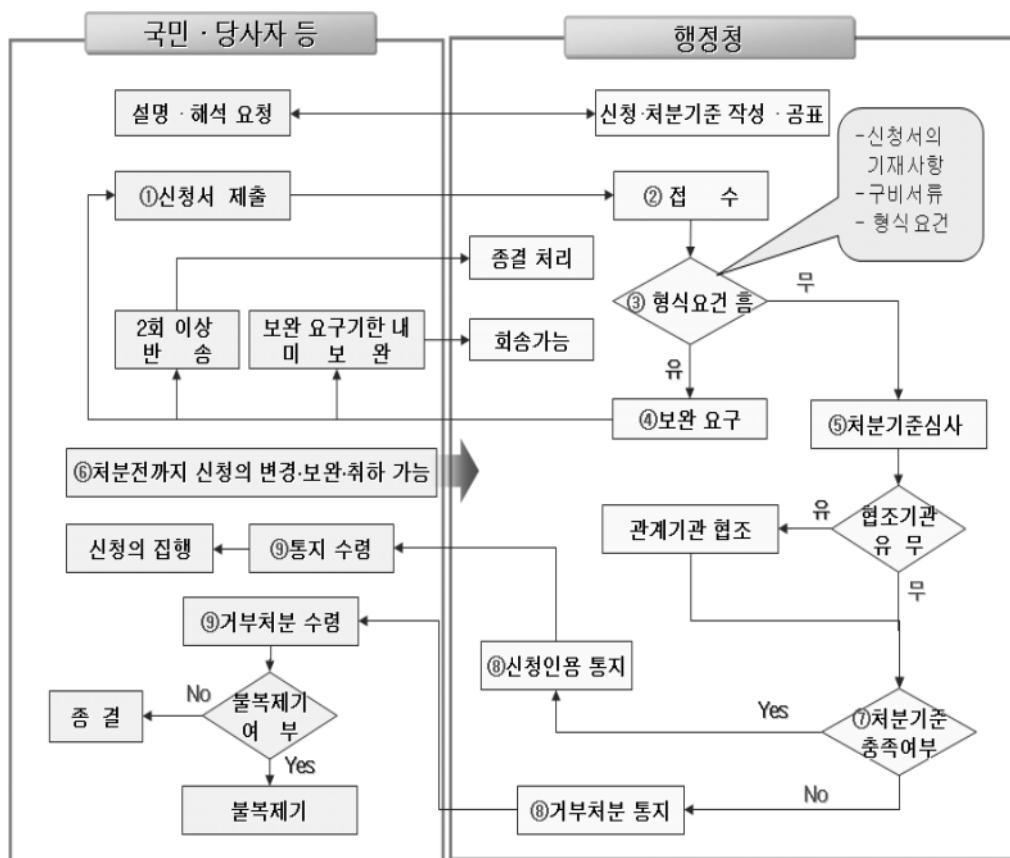 국민 · 당사자 등
행정청
설명 · 해석 요청
신청·처분기준 작성 · 공표
-신청서의
기재사항
-구비서류
- 형식요건
①신청서 제출
② 접 수
종결 처리
③ 형식요건 흠
무
2회 이상
반 송
보완 요구기한 내
미 보 완
회송가능
유
④보완 요구
⑤처분기준심사
⑥처분전까지 신청의 변경·보완·취하 가능
관계기관 협조
유
협조기관
유 무
무
신청의 집행
⑨통지 수령
⑨거부처분 수령
⑧신청인용 통지
No
종 결
불복제기
여 부
Yes
Yes
⑦처분기준
충족여부
불복제기
⑧거부처분 통지
No